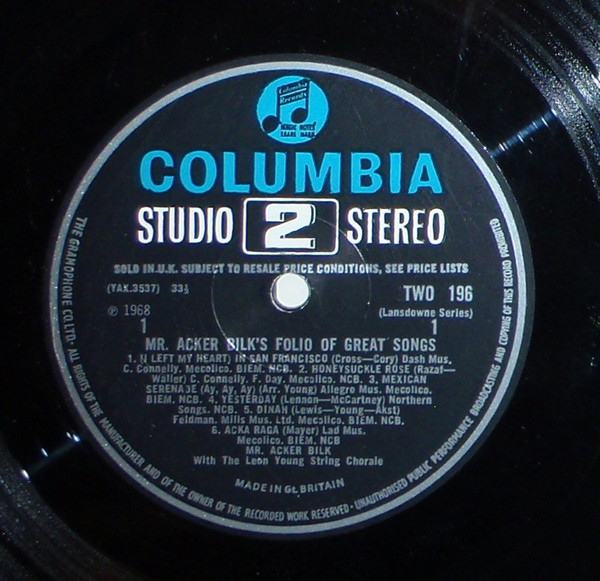 Columbia
Records
MAGIC NOTES
TRADE MARK
COLUMBIA
STUDIO 2 STEREO
SOLD IN U.K. SUBJECT TO RESALE PRICE CONDITIONS, SEE PRICE LISTS
(YAX.3537) 33⅓
TWO 196
(Lansdowne Series)
℗ 1968
1 1
MR. ACKER BILK'S FOLIO OF GREAT SONGS
1. (I LEFT MY HEART) IN SAN FRANCISCO (Cross—Cory) Dash Mus.
C. Connelly. Mecolico. BIEM. NCB. 2. HONEYSUCKLE ROSE (Razaf—
Waller) C. Connelly. F. Day. Mecolico. NCB. 3. MEXICAN
SERENADE (Ay, Ay, Ay) (Arr. Young) Allegro Mus. Mecolico.
BIEM. NCB. 4. YESTERDAY (Lennon—McCartney) Northern
Songs. NCB. 5. DINAH (Lewis—Young—Akst)
Feldman. Mills Mus. Ltd. Mecolico. BIEM. NCB.
6. ACKA RAGA (Mayer) Lad Mus.
Mecolico. BIEM. NCB
MR. ACKER BILK
With The Leon Young String Chorale
MADE IN Gt. BRITAIN
THE GRAMOPHONE CO. LTD. · ALL RIGHTS OF THE MANUFACTURER AND OF THE OWNER OF THE RECORDED WORK RESERVED · UNAUTHORISED PUBLIC PERFORMANCE BROADCASTING AND COPYING OF THIS RECORD PROHIBITED